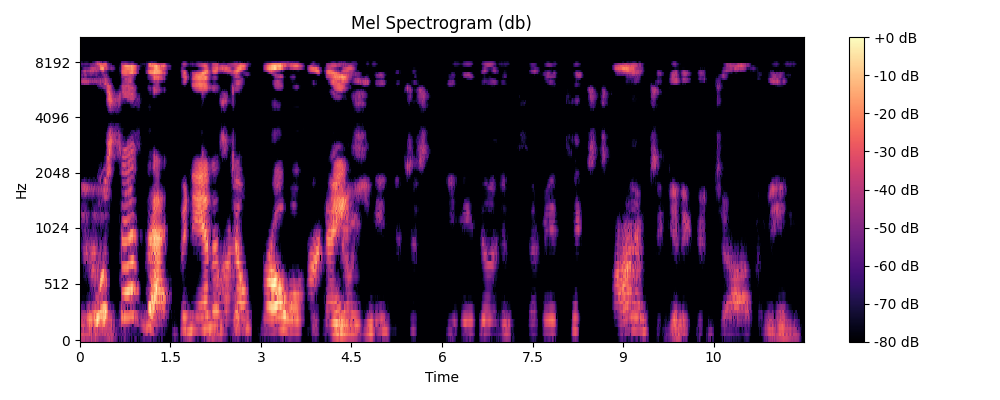 Mel Spectrogram (db)
+0 dB
8192
-10 dB
4096
-20 dB
-30 dB
2048
-40 dB
Hz
1024
-50 dB
-60 dB
512
-70 dB
0
-80 dB
0 1.5 3 4.5 6 7.5 9 10
Time